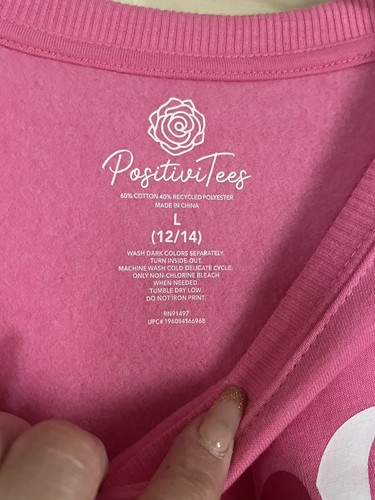 PositiviTees
60% COTTON 40% RECYCLED POLYESTER
MADE IN CHINA
L
(12/14)
WASH DARK COLORS SEPARATELY.
TURN INSIDE-OUT.
MACHINE WASH COLD DELICATE CYCLE.
ONLY NON-CHLORINE BLEACH
WHEN NEEDED.
TUMBLE DRY LOW.
DO NOT IRON PRINT.
RN91497
UPC# 196084166968